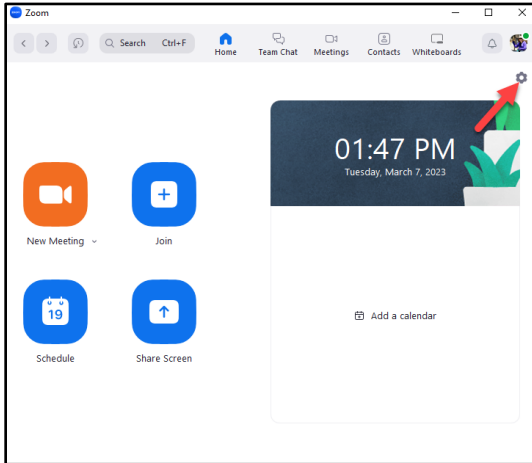 Zoom
Search Ctrl+F
Home
Team Chat
Meetings
Contacts
Whiteboards
01:47 PM
Tuesday, March 7, 2023
New Meeting
Join
19
Schedule
Share Screen
Add a calendar